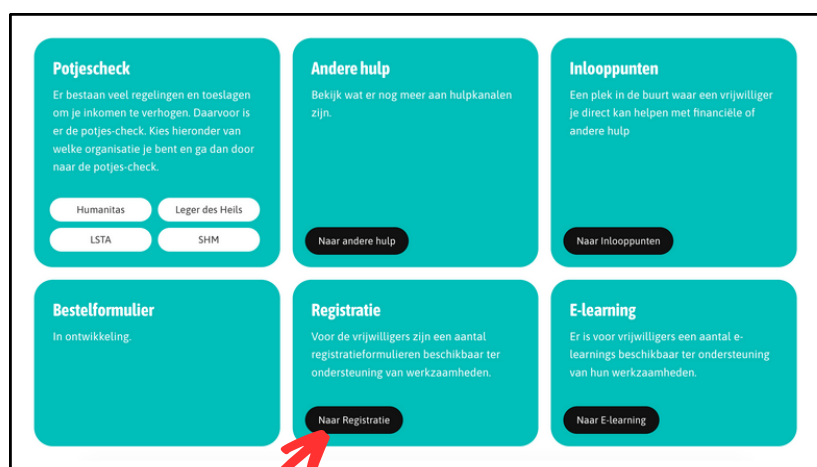 Potjescheck
Er bestaan veel regelingen en toeslagen
om je inkomen te verhogen. Daarvoor is
er de potjes-check. Kies hieronder van
welke organisatie je bent en ga dan door
naar de potjes-check.
Humanitas
Leger des Heils
LSTA
SHM
Andere hulp
Bekijk wat er nog meer aan hulpkanalen
zijn.
Naar andere hulp
Inlooppunten
Een plek in de buurt waar een vrijwilliger
je direct kan helpen met financiële of
andere hulp
Naar Inlooppunten
Bestelformulier
In ontwikkeling.
Registratie
Voor de vrijwilligers zijn een aantal
registratieformulieren beschikbaar ter
ondersteuning van werkzaamheden.
Naar Registratie
E-learning
Er is voor vrijwilligers een aantal e-
learnings beschikbaar ter ondersteuning
van hun werkzaamheden.
Naar E-learning